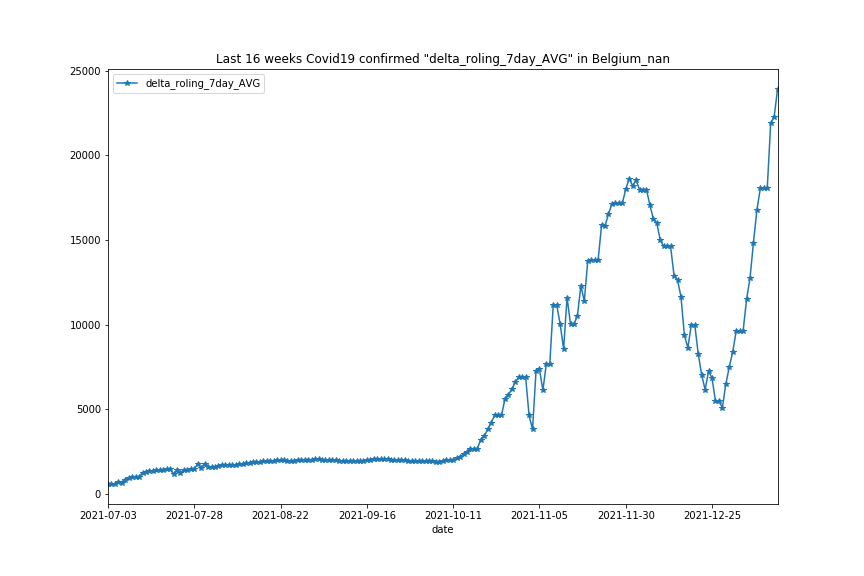 Last 16 weeks Covid19 confirmed "delta_roling_7day_AVG" in Belgium_nan
delta_roling_7day_AVG
25000
20000
15000
10000
5000
0
2021-07-03 2021-07-28 2021-08-22 2021-09-16 2021-10-11 2021-11-05 2021-11-30 2021-12-25
date